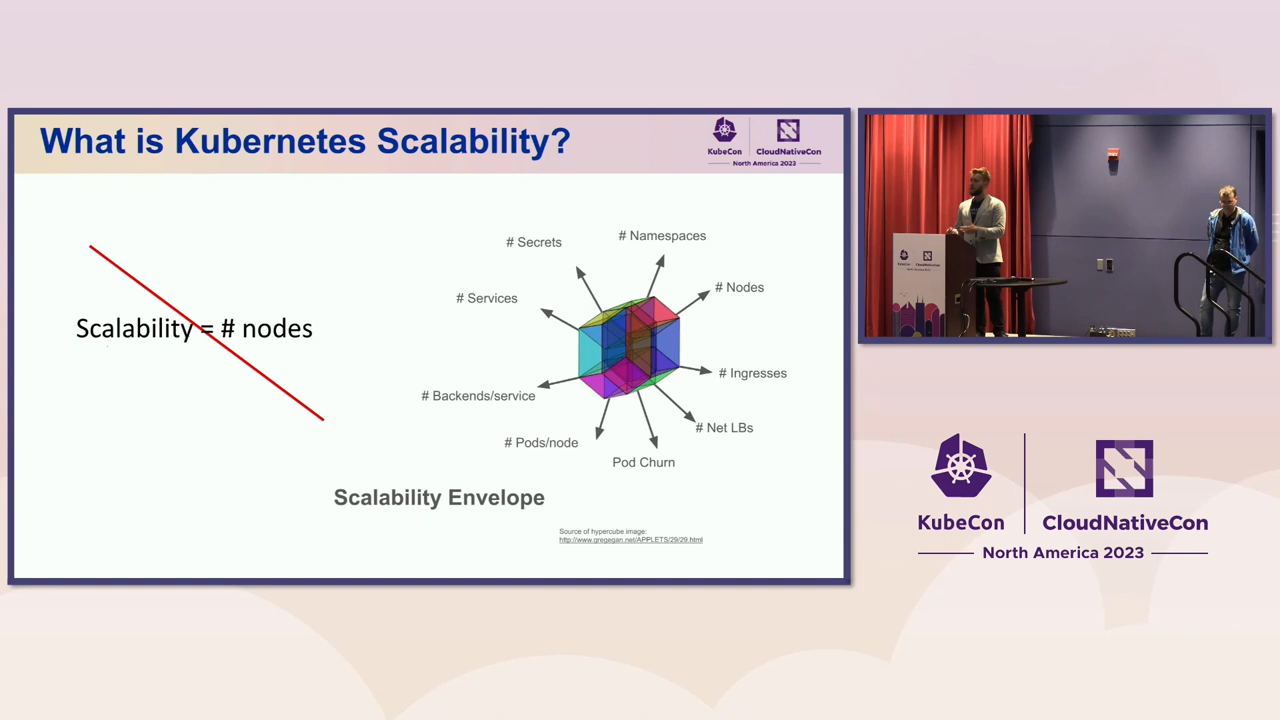 What is Kubernetes Scalability?
KubeCon
CloudNativeCon
North America 2023
# Secrets
# Namespaces
# Services
# Nodes
Scalability = # nodes
# Ingresses
# Backends/service
# Net LBs
# Pods/node
Pod Churn
Scalability Envelope
Source of hypercube image:
http://www.gregegan.net/APPLETS/29/29.html
KubeCon
CloudNativeCon
KubeCon
CloudNativeCon
North America 2023